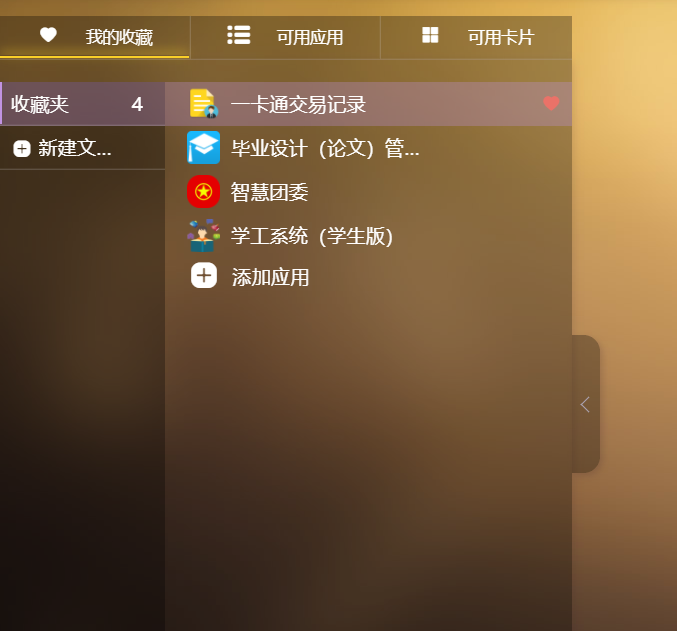 我的收藏
可用应用
可用卡片
收藏夹 4
新建文...
一卡通交易记录
毕业设计（论文）管...
智慧团委
学工系统（学生版）
添加应用